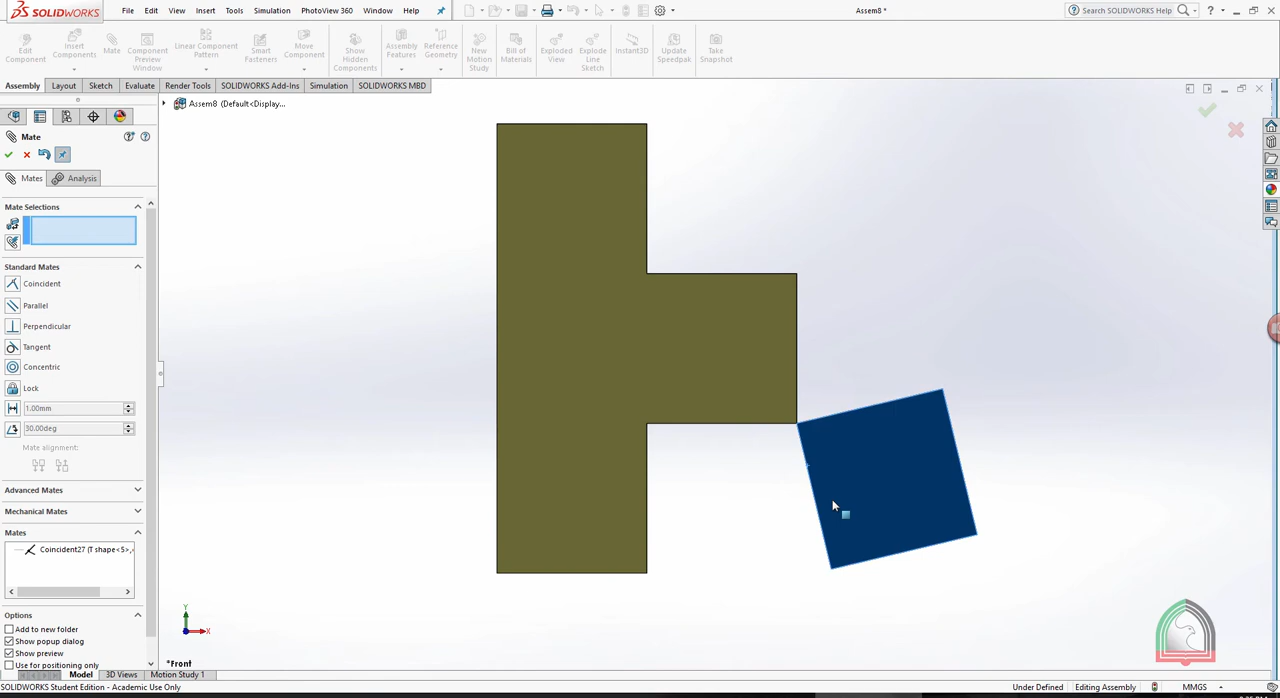 SOLIDWORKS File Edit View Insert Tools Simulation PhotoView 360 Window Help Assem8 * Search SOLIDWORKS Help
Edit Component
Insert Components
Mate
Component Preview Window
Linear Component Pattern
Smart Fasteners
Move Component
Show Hidden Components
Assembly Features
Reference Geometry
New Motion Study
Bill of Materials
Exploded View
Explode Line Sketch
Instant3D
Update Speedpak
Take Snapshot
Assembly Layout Sketch Evaluate Render Tools SOLIDWORKS Add-Ins Simulation SOLIDWORKS MBD
Assem8 (Default<Display...
Mate
Mates Analysis
Mate Selections
Standard Mates
Coincident
Parallel
Perpendicular
Tangent
Concentric
Lock
1.00mm
30.00deg
Mate alignment:
Advanced Mates
Mechanical Mates
Mates
Coincident27 (T shape<5>,
Options
Add to new folder
Show popup dialog
Show preview
Use for positioning only
Y
X
*Front
Model 3D Views Motion Study 1
SOLIDWORKS Student Edition - Academic Use Only Under Defined Editing Assembly MMGS